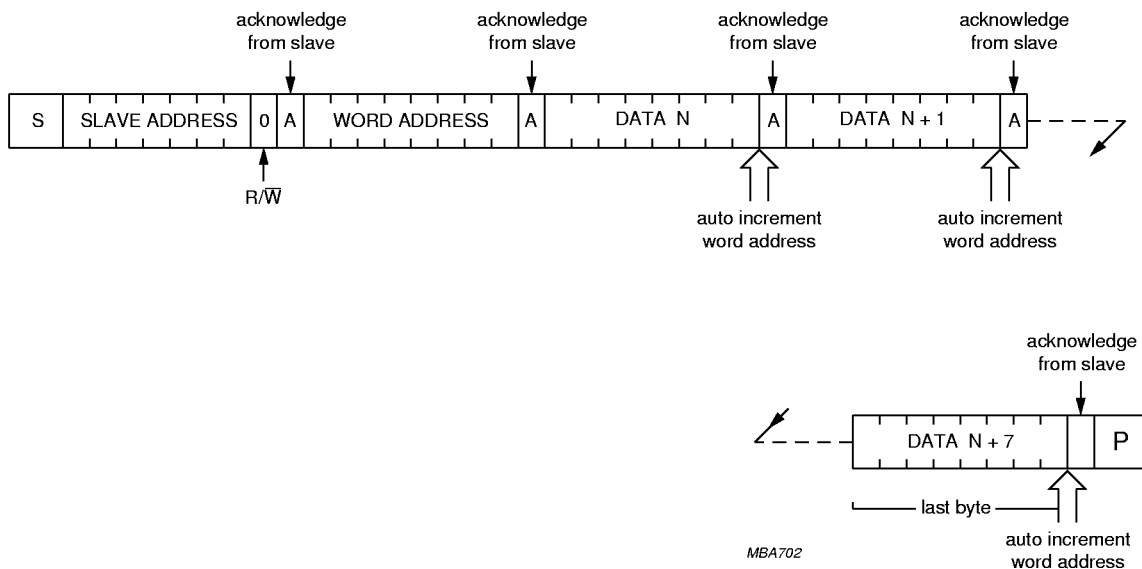 acknowledge
from slave
acknowledge
from slave
acknowledge
from slave
acknowledge
from slave
S SLAVE ADDRESS 0 A WORD ADDRESS A DATA N A DATA N + 1 A
R/W̅
auto increment
word address
auto increment
word address
acknowledge
from slave
DATA N + 7 P
last byte
auto increment
word address
MBA702